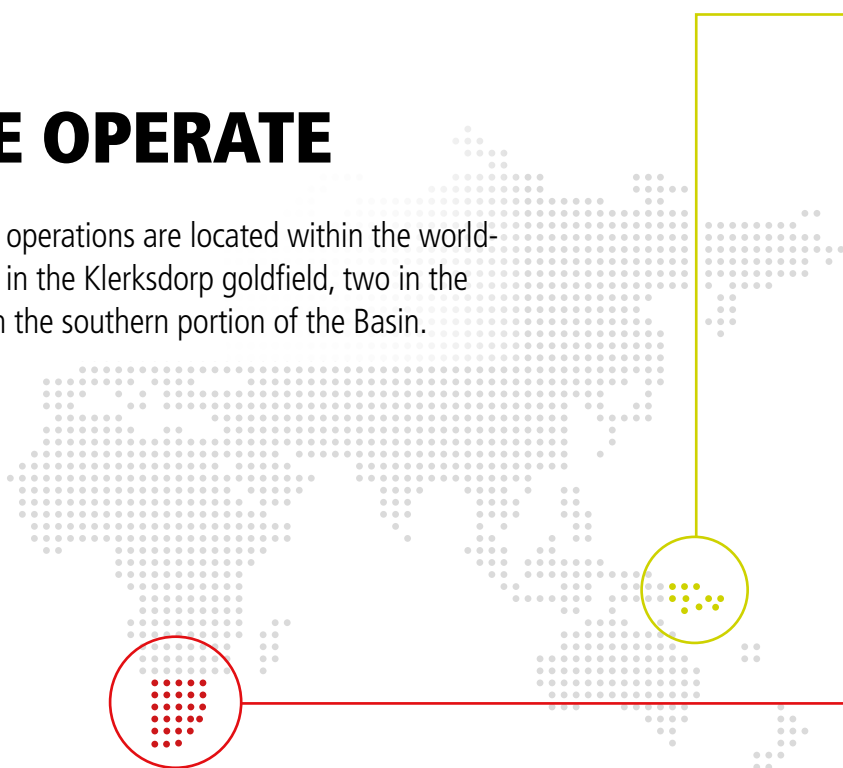 E OPERATE
operations are located within the world-
in the Klerksdorp goldfield, two in the
the southern portion of the Basin.